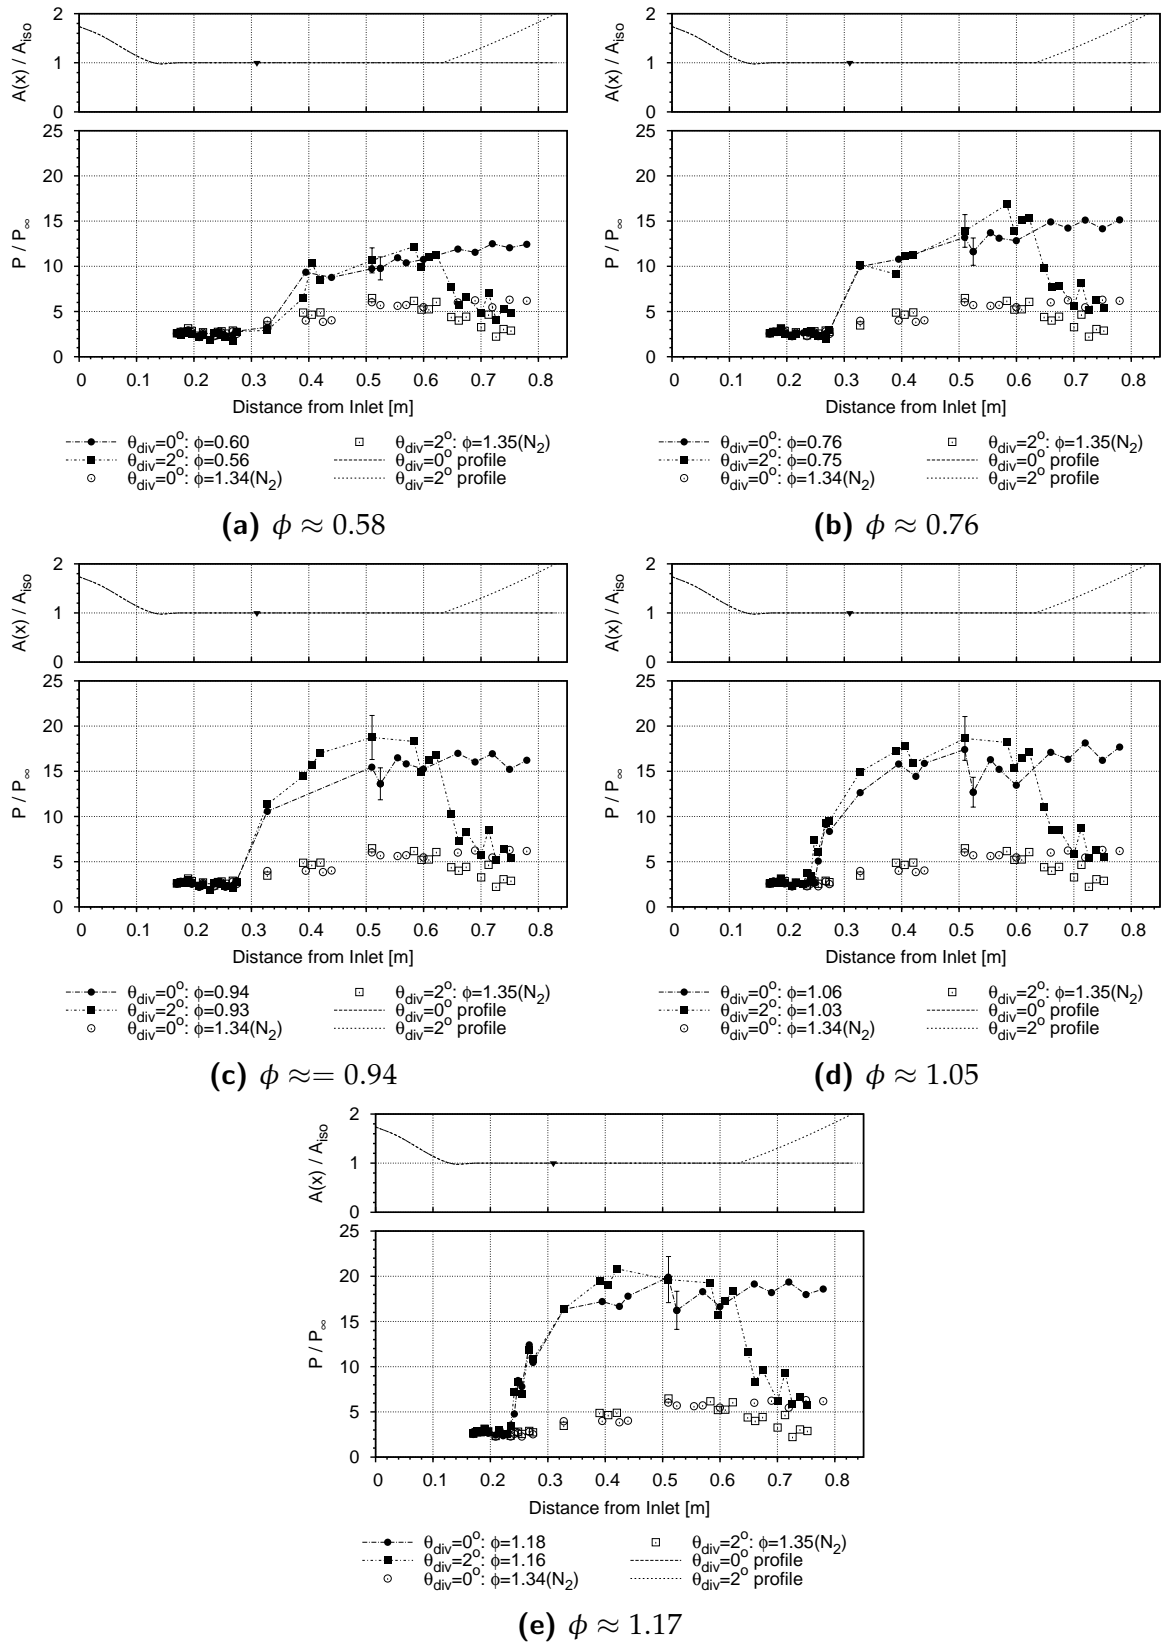 A(x) / A_iso
2
1
0
P / P_∞
25
20
15
10
5
0
0 0.1 0.2 0.3 0.4 0.5 0.6 0.7 0.8
Distance from Inlet [m]
θ_div=0°: ϕ=0.60
θ_div=2°: ϕ=0.56
θ_div=0°: ϕ=1.34(N_2)
θ_div=2°: ϕ=1.35(N_2)
θ_div=0° profile
θ_div=2° profile
(a) ϕ ≈ 0.58
A(x) / A_iso
2
1
0
P / P_∞
25
20
15
10
5
0
0 0.1 0.2 0.3 0.4 0.5 0.6 0.7 0.8
Distance from Inlet [m]
θ_div=0°: ϕ=0.76
θ_div=2°: ϕ=0.75
θ_div=0°: ϕ=1.34(N_2)
θ_div=2°: ϕ=1.35(N_2)
θ_div=0° profile
θ_div=2° profile
(b) ϕ ≈ 0.76
A(x) / A_iso
2
1
0
P / P_∞
25
20
15
10
5
0
0 0.1 0.2 0.3 0.4 0.5 0.6 0.7 0.8
Distance from Inlet [m]
θ_div=0°: ϕ=0.94
θ_div=2°: ϕ=0.93
θ_div=0°: ϕ=1.34(N_2)
θ_div=2°: ϕ=1.35(N_2)
θ_div=0° profile
θ_div=2° profile
(c) ϕ ≈= 0.94
A(x) / A_iso
2
1
0
P / P_∞
25
20
15
10
5
0
0 0.1 0.2 0.3 0.4 0.5 0.6 0.7 0.8
Distance from Inlet [m]
θ_div=0°: ϕ=1.06
θ_div=2°: ϕ=1.03
θ_div=0°: ϕ=1.34(N_2)
θ_div=2°: ϕ=1.35(N_2)
θ_div=0° profile
θ_div=2° profile
(d) ϕ ≈ 1.05
A(x) / A_iso
2
1
0
P / P_∞
25
20
15
10
5
0
0 0.1 0.2 0.3 0.4 0.5 0.6 0.7 0.8
Distance from Inlet [m]
θ_div=0°: ϕ=1.18
θ_div=2°: ϕ=1.16
θ_div=0°: ϕ=1.34(N_2)
θ_div=2°: ϕ=1.35(N_2)
θ_div=0° profile
θ_div=2° profile
(e) ϕ ≈ 1.17